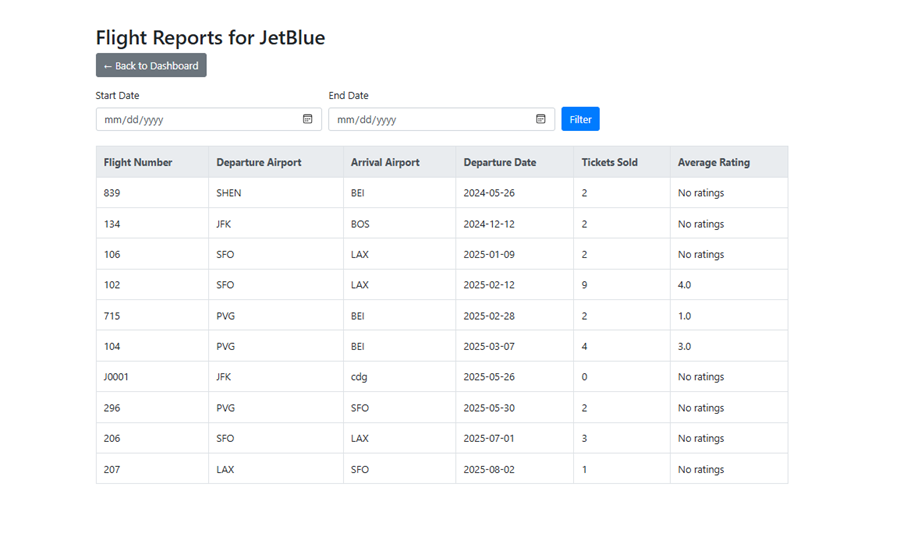 Flight Reports for JetBlue
← Back to Dashboard
Start Date End Date
mm/dd/yyyy mm/dd/yyyy Filter
Flight Number Departure Airport Arrival Airport Departure Date Tickets Sold Average Rating
839 SHEN BEI 2024-05-26 2 No ratings
134 JFK BOS 2024-12-12 2 No ratings
106 SFO LAX 2025-01-09 2 No ratings
102 SFO LAX 2025-02-12 9 4.0
715 PVG BEI 2025-02-28 2 1.0
104 PVG BEI 2025-03-07 4 3.0
J0001 JFK cdg 2025-05-26 0 No ratings
296 PVG SFO 2025-05-30 2 No ratings
206 SFO LAX 2025-07-01 3 No ratings
207 LAX SFO 2025-08-02 1 No ratings